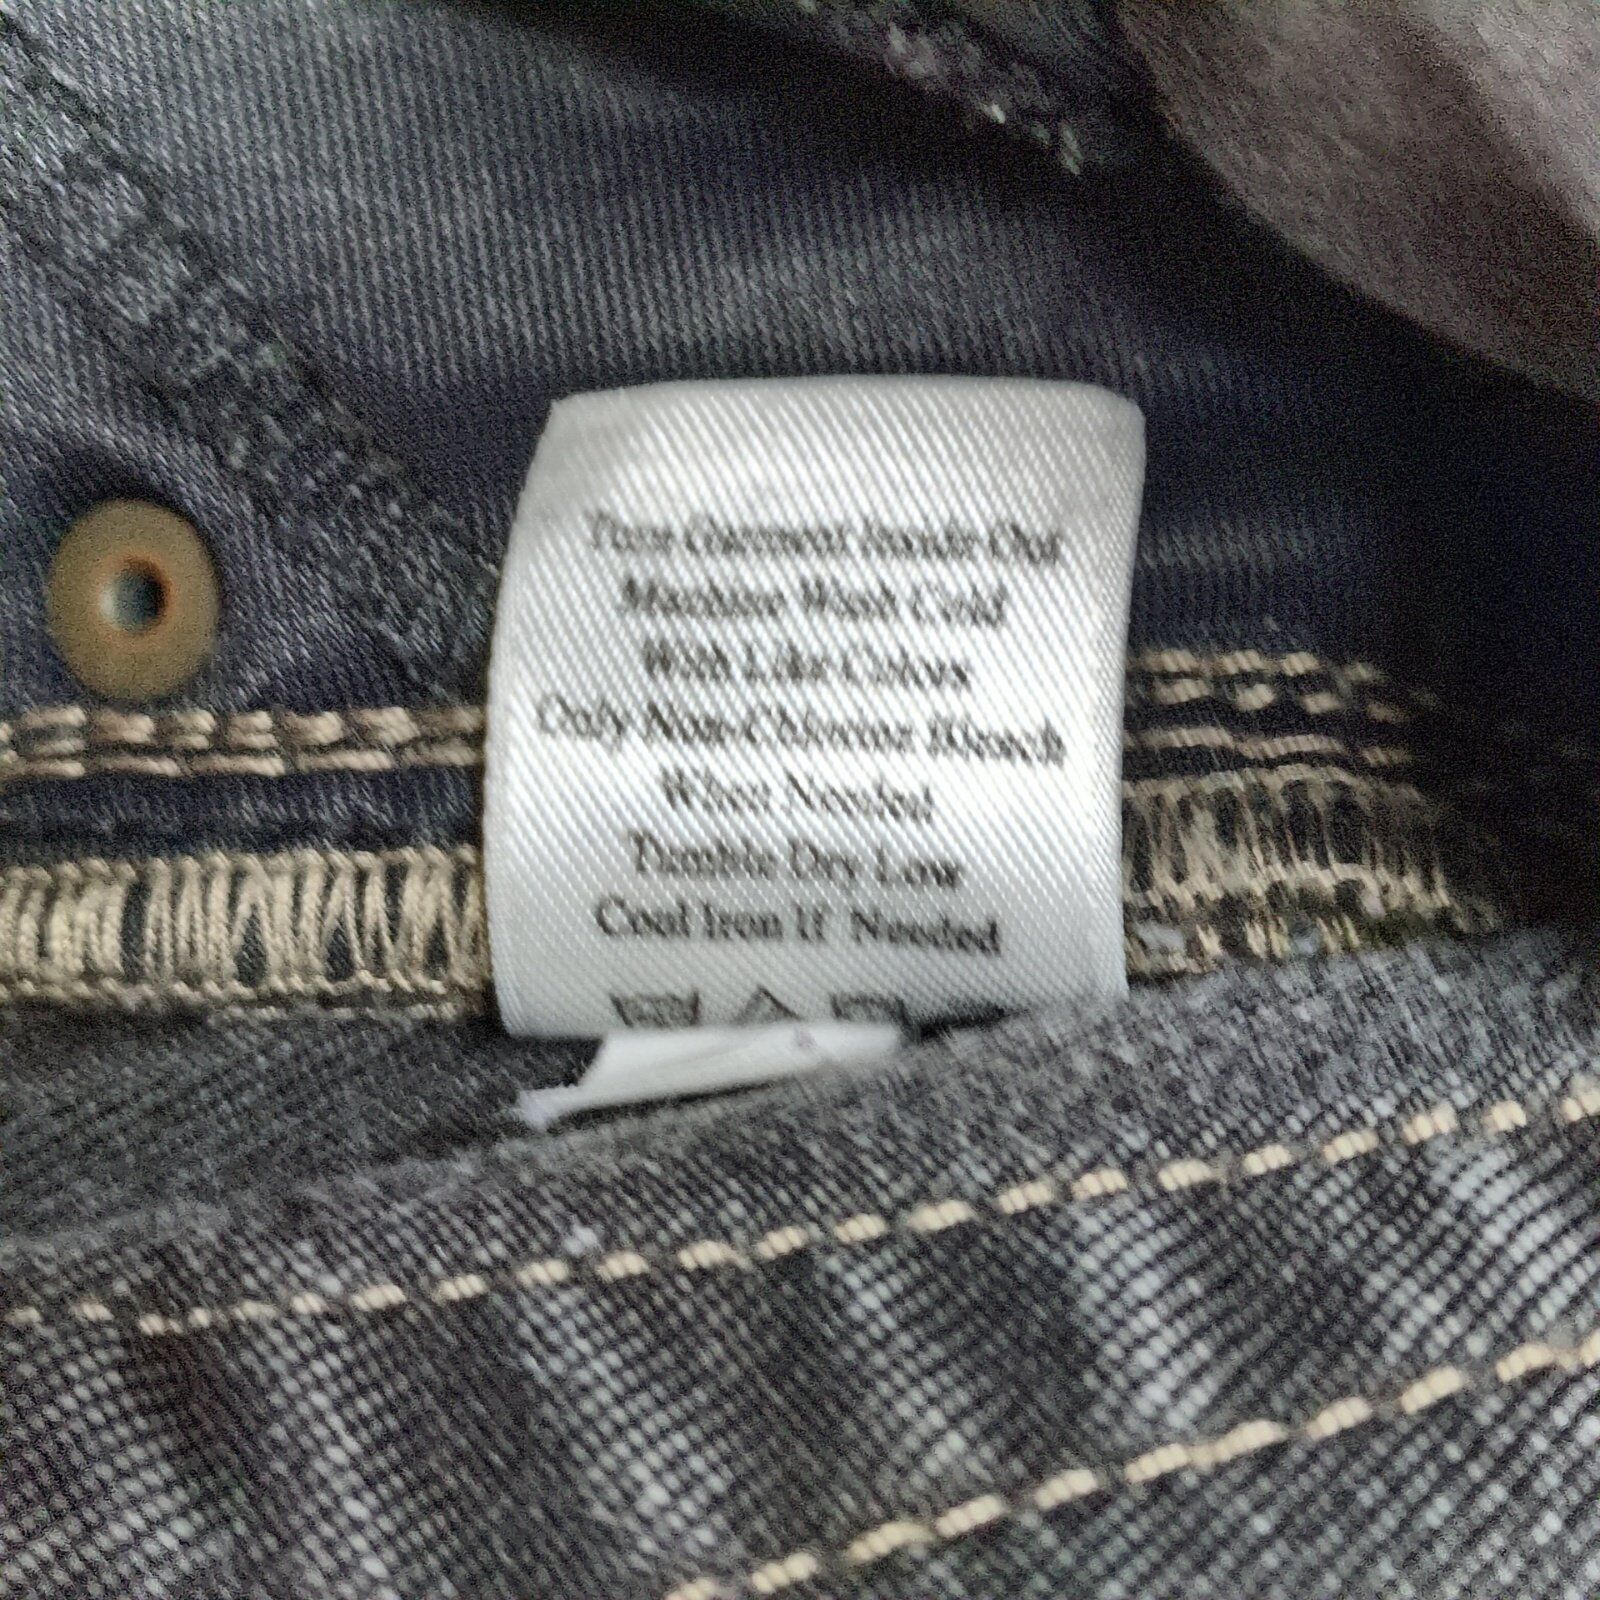 Turn Garment Inside Out
Machine Wash Cold
With Like Colors
Only Non-Chlorine Bleach
When Needed
Tumble Dry Low
Cool Iron If Needed